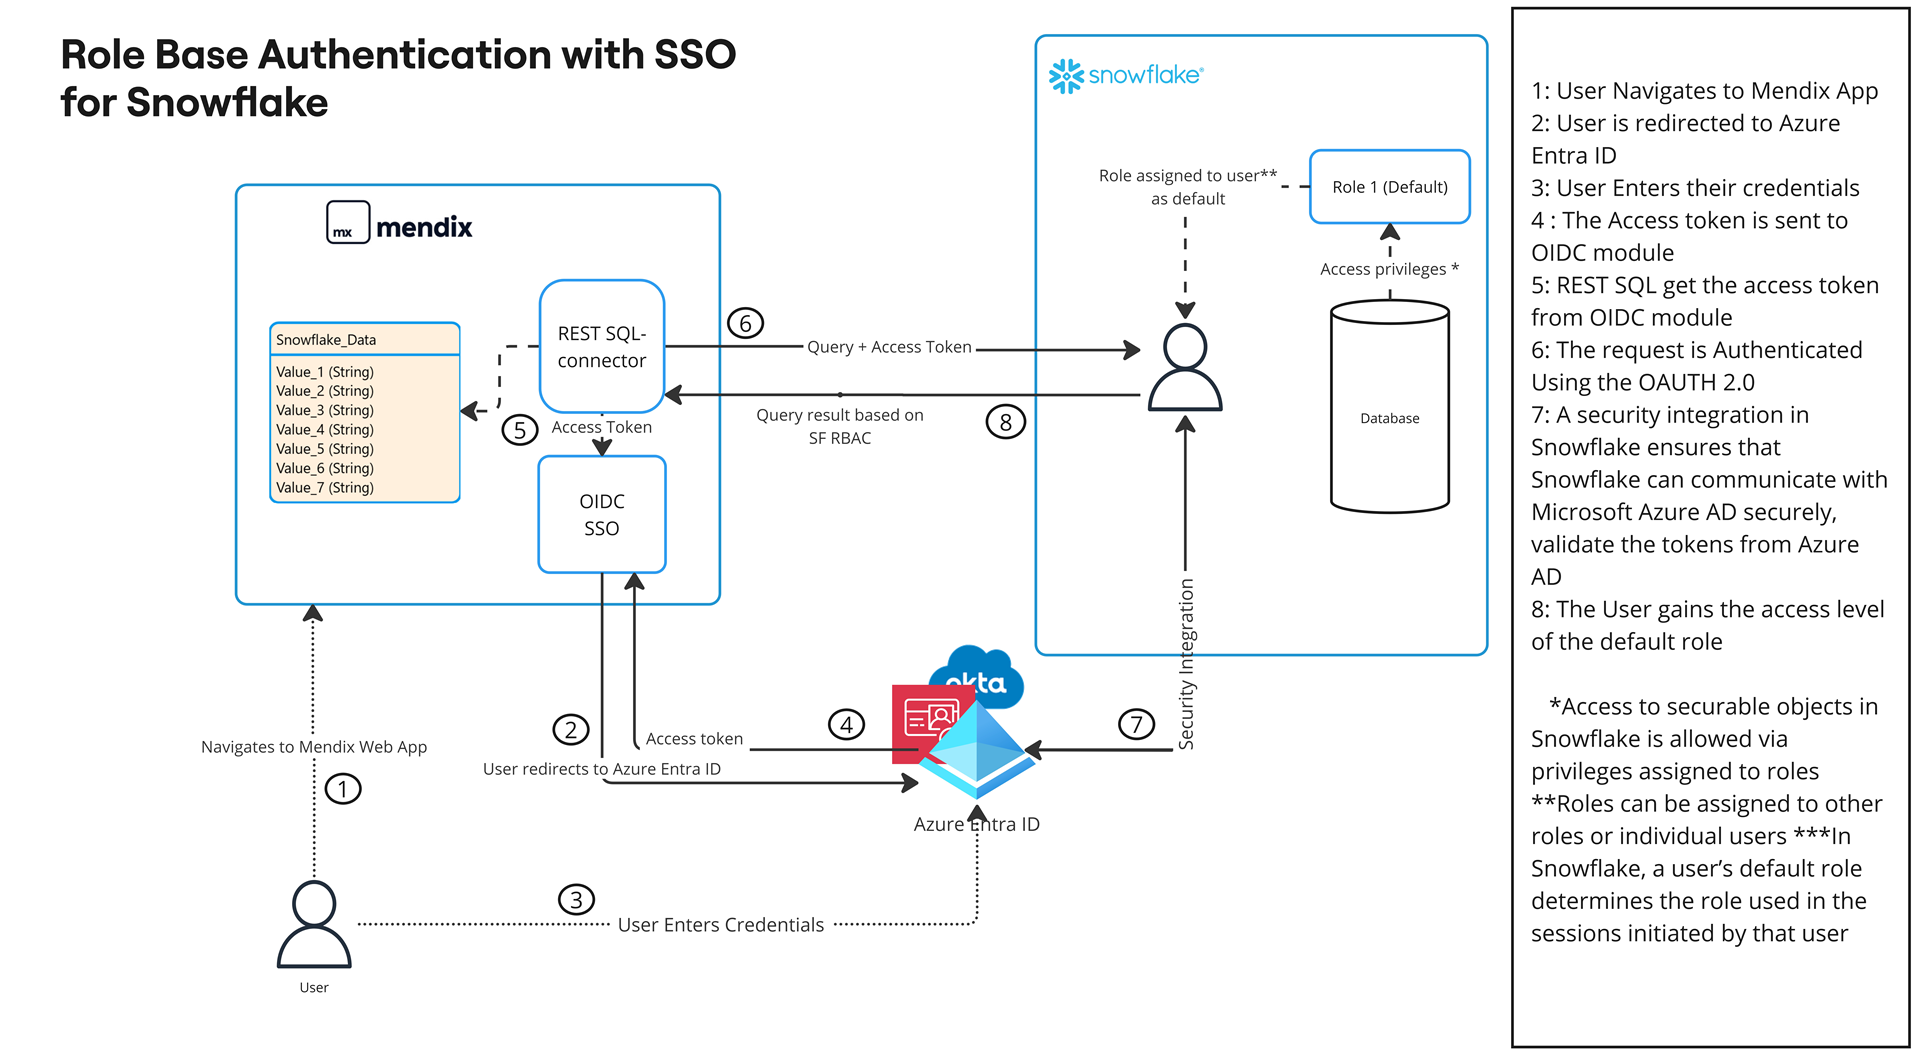 Role Base Authentication with SSO
for Snowflake
mx
mendix
Snowflake_Data
Value_1 (String)
Value_2 (String)
Value_3 (String)
Value_4 (String)
Value_5 (String)
Value_6 (String)
Value_7 (String)
REST SQL-
connector
5
Access Token
OIDC
SSO
6
Query + Access Token
Query result based on
SF RBAC
8
snowflake®
Role assigned to user**
as default
Role 1 (Default)
Access privileges *
Database
Security Integration
7
okta
4
Access token
2
User redirects to Azure Entra ID
Azure Entra ID
Navigates to Mendix Web App
1
3
User Enters Credentials
User
1: User Navigates to Mendix App
2: User is redirected to Azure
Entra ID
3: User Enters their credentials
4 : The Access token is sent to
OIDC module
5: REST SQL get the access token
from OIDC module
6: The request is Authenticated
Using the OAUTH 2.0
7: A security integration in
Snowflake ensures that
Snowflake can communicate with
Microsoft Azure AD securely,
validate the tokens from Azure
AD
8: The User gains the access level
of the default role
*Access to securable objects in
Snowflake is allowed via
privileges assigned to roles
**Roles can be assigned to other
roles or individual users ***In
Snowflake, a user’s default role
determines the role used in the
sessions initiated by that user